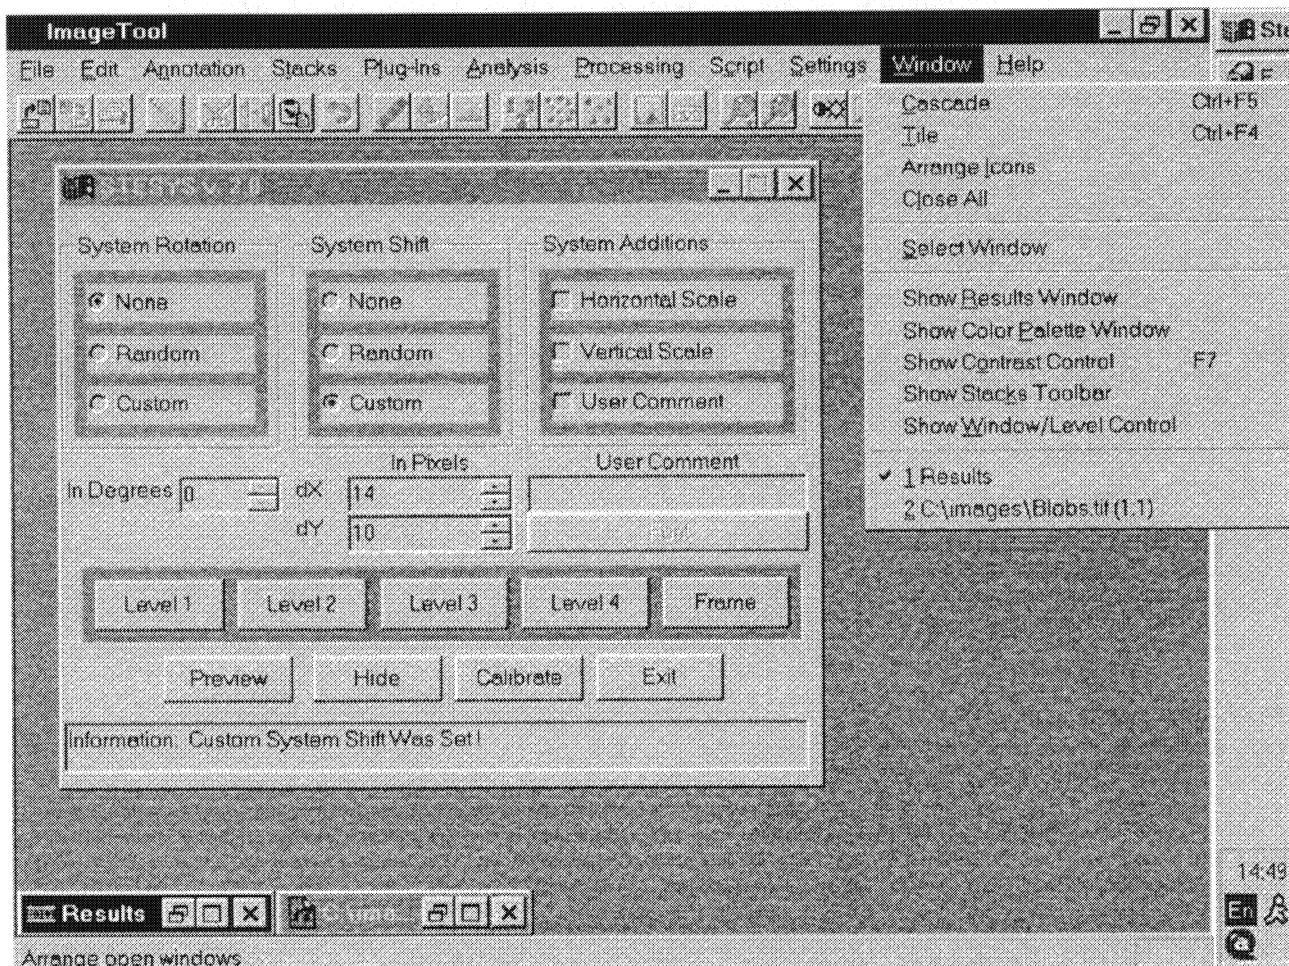 ImageTool
Ste
File Edit Annotation Stacks Plug-Ins Analysis Processing Script Settings Window Help
Cascade Ctrl+F5
Tile Ctrl+F4
Arrange Icons
Close All
Select Window
Show Results Window
Show Color Palette Window
Show Contrast Control F7
Show Stacks Toolbar
Show Window/Level Control
✔ 1 Results
2 C:\images\Blobs.tif (1,1)
v. 2.0
System Rotation System Shift System Additions
None None Horizontal Scale
Random Random Vertical Scale
Custom Custom User Comment
In Pixels User Comment
In Degrees 0 dX 14
dY 10
Level 1 Level 2 Level 3 Level 4 Frame
Preview Hide Calibrate Exit
Information: Custom System Shift Was Set!
14:49
Results
En
Arrange open windows